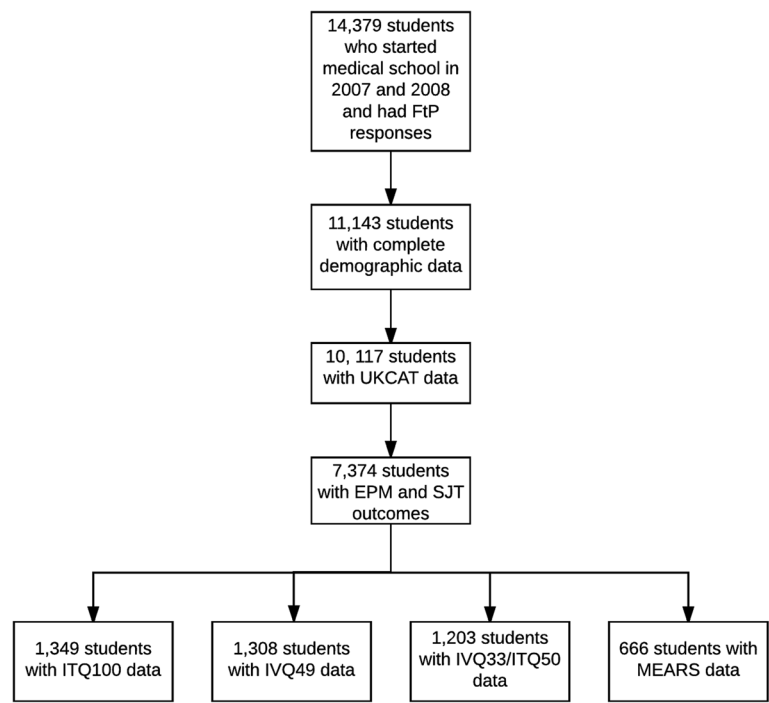 14,379 students
who started
medical school in
2007 and 2008
and had FtP
responses
11,143 students
with complete
demographic data
10, 117 students
with UKCAT data
7,374 students
with EPM and SJT
outcomes
1,349 students
with ITQ100 data
1,308 students
with IVQ49 data
1,203 students
with IVQ33/ITQ50
data
666 students with
MEARS data